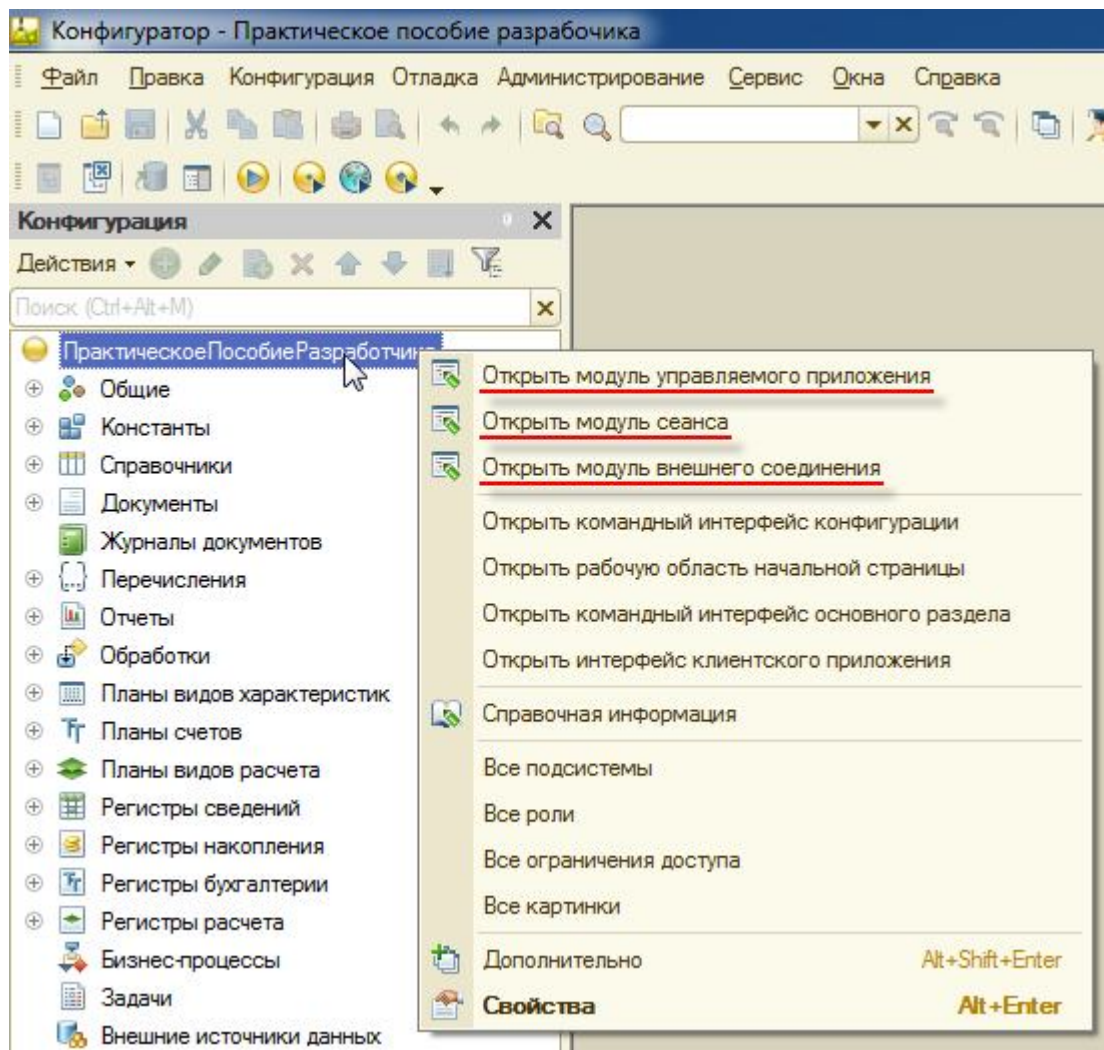 Конфигуратор - Практическое пособие разрабочика
Файл Правка Конфигурация Отладка Администрирование Сервис Окна Справка
Конфигурация
Действия
Поиск (Ctrl+Alt+M)
ПрактическоеПособиеРазработчика
Общие
Константы
Справочники
Документы
Журналы документов
Перечисления
Отчеты
Обработки
Планы видов характеристик
Планы счетов
Планы видов расчета
Регистры сведений
Регистры накопления
Регистры бухгалтерии
Регистры расчета
Бизнес-процессы
Задачи
Внешние источники данных
Открыть модуль управляемого приложения
Открыть модуль сеанса
Открыть модуль внешнего соединения
Открыть командный интерфейс конфигурации
Открыть рабочую область начальной страницы
Открыть командный интерфейс основного раздела
Открыть интерфейс клиентского приложения
Справочная информация
Все подсистемы
Все роли
Все ограничения доступа
Все картинки
Дополнительно Alt+Shift+Enter
Свойства Alt+Enter